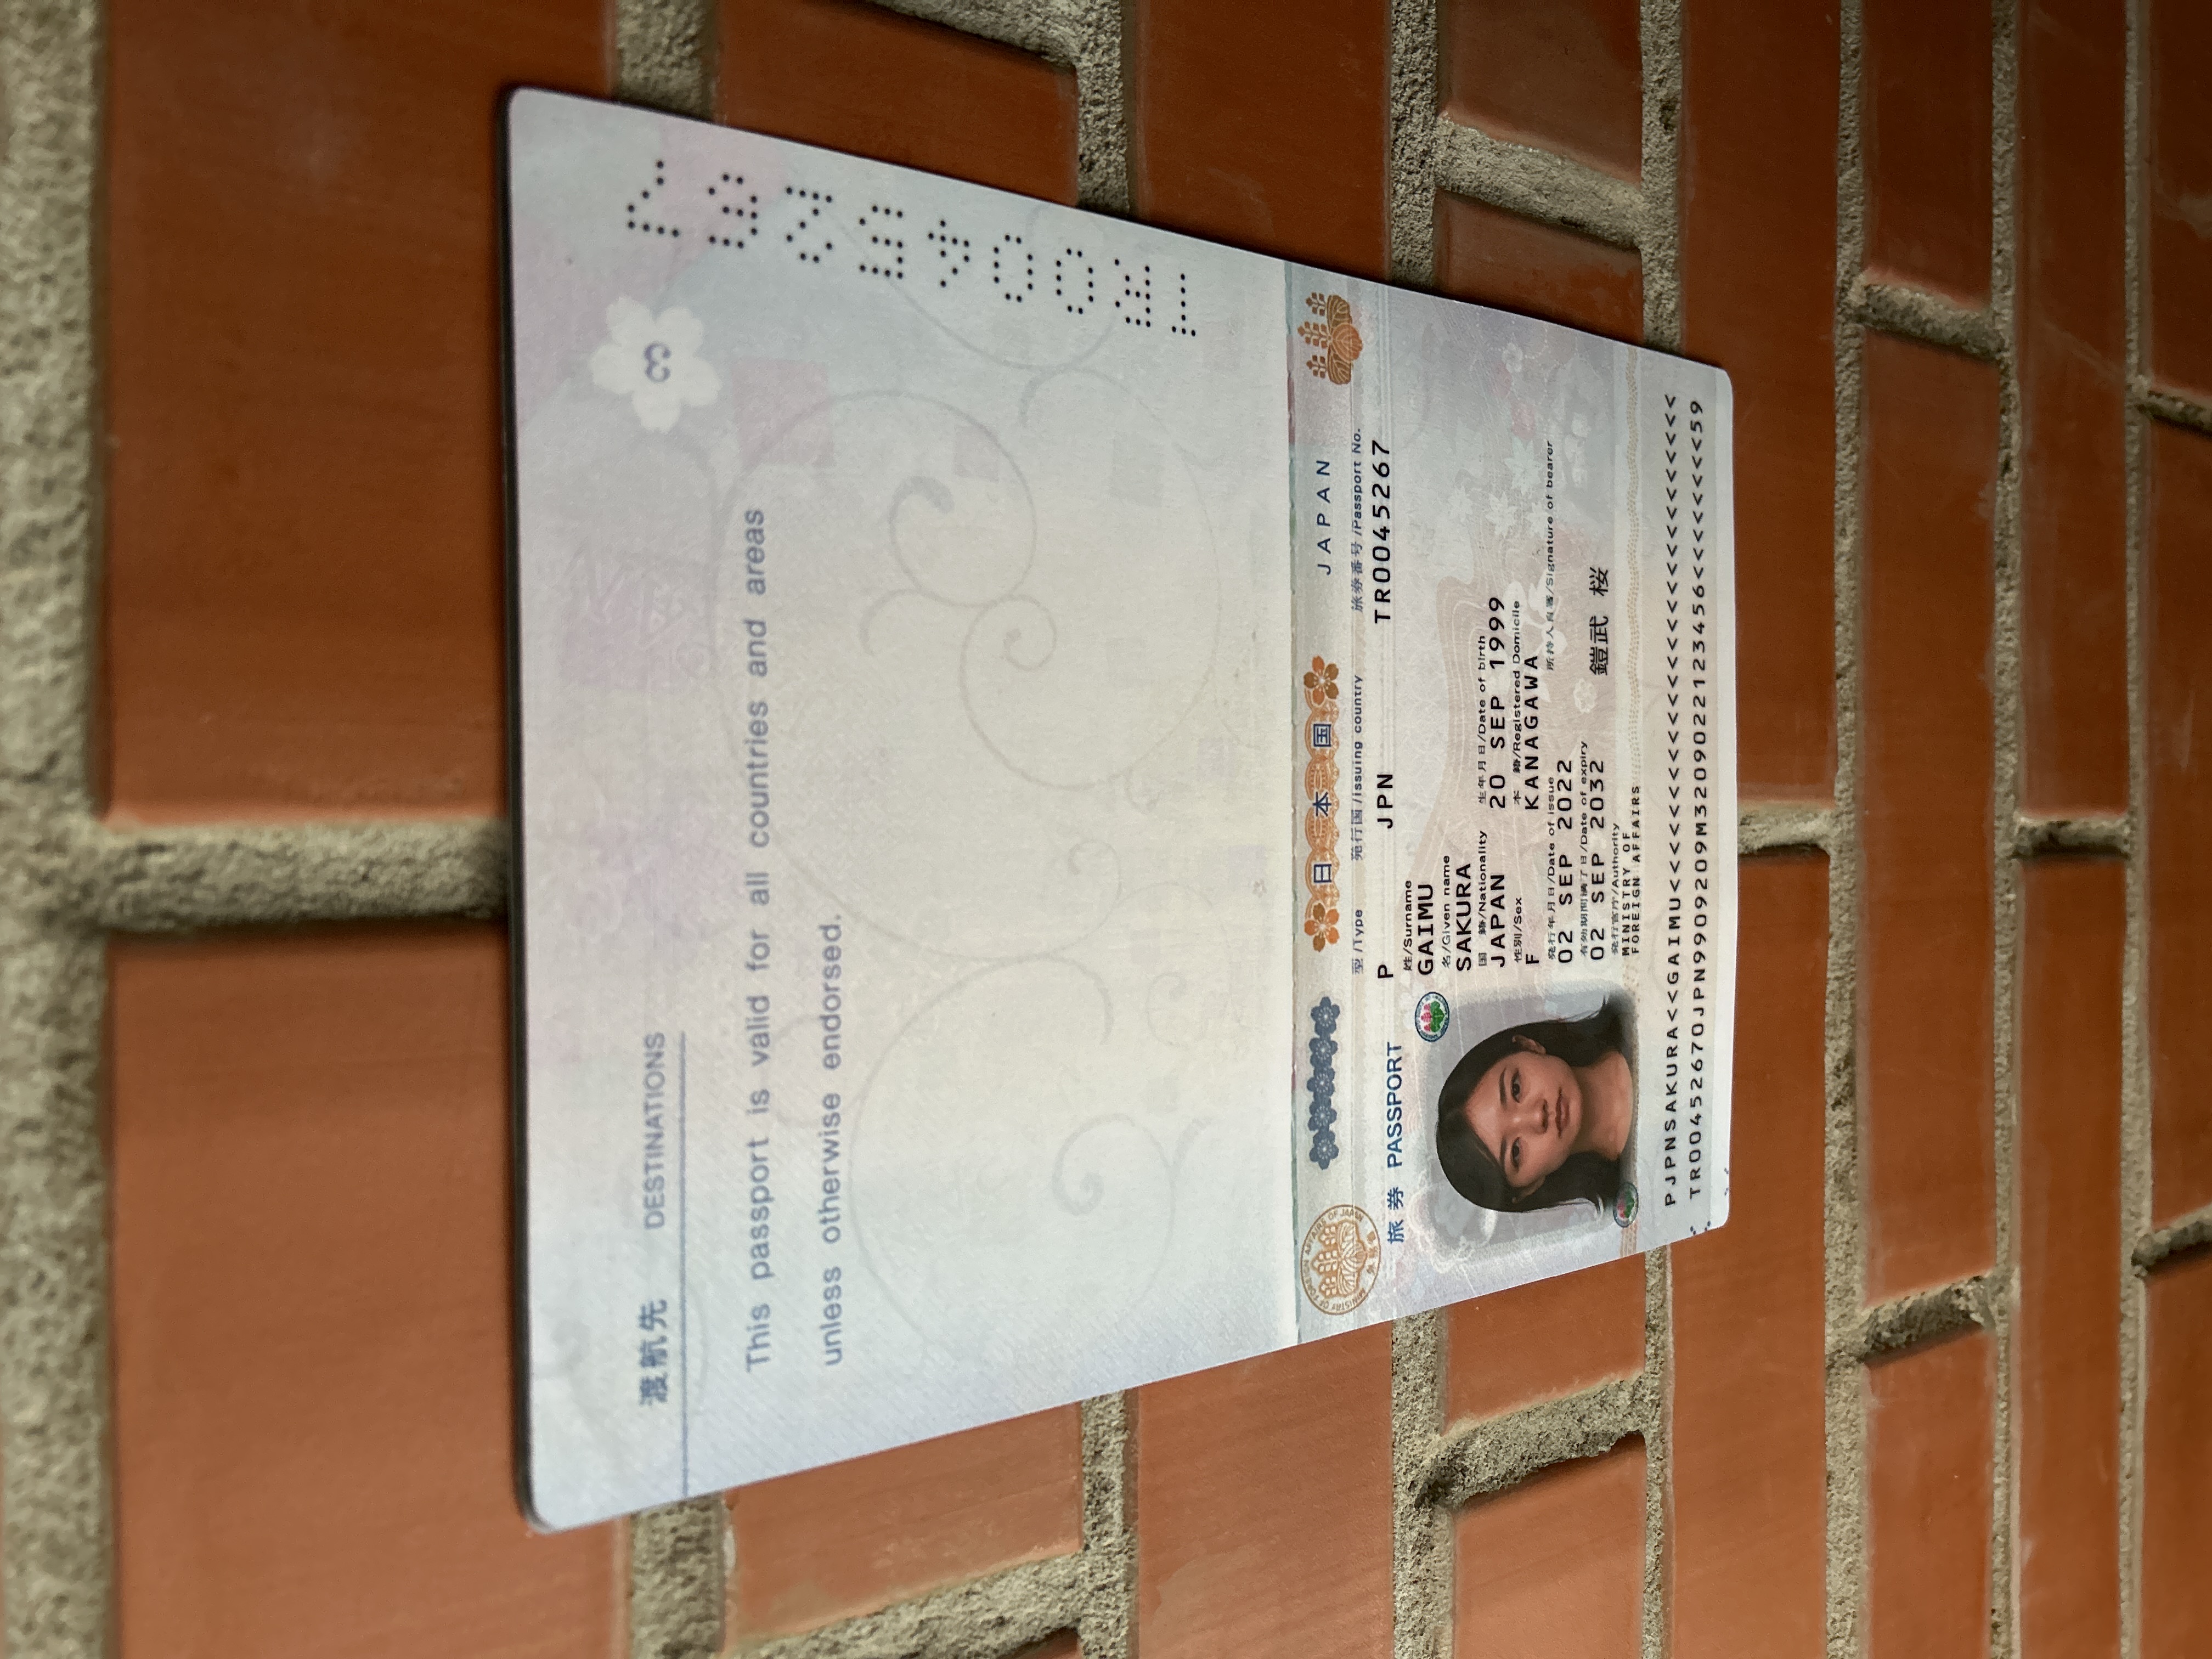 渡航先 DESTINATIONS
3
This passport is valid for all countries and areas
unless otherwise endorsed.
TR0045267
日本国 JAPAN
型/Type 発行国/Issuing country 旅券番号/Passport No.
旅券 PASSPORT P JPN TR0045267
姓/Surname
GAIMU
名/Given name
SAKURA
国 籍/Nationality 生年月日/Date of birth
JAPAN 20 SEP 1999
性別/Sex 本 籍/Registered Domicile
F KANAGAWA
発行年月日/Date of issue 所持人自署/Signature of bearer
02 SEP 2022
有効期間満了日/Date of expiry
02 SEP 2032 鎧武 桜
発行官庁/Authority
MINISTRY OF
FOREIGN AFFAIRS
PJPNSAKURA<<GAIMU<<<<<<<<<<<<<<<<<<<<<<<<<<<
TR00452670JPN9909209M3209022123456<<<<<<<<59